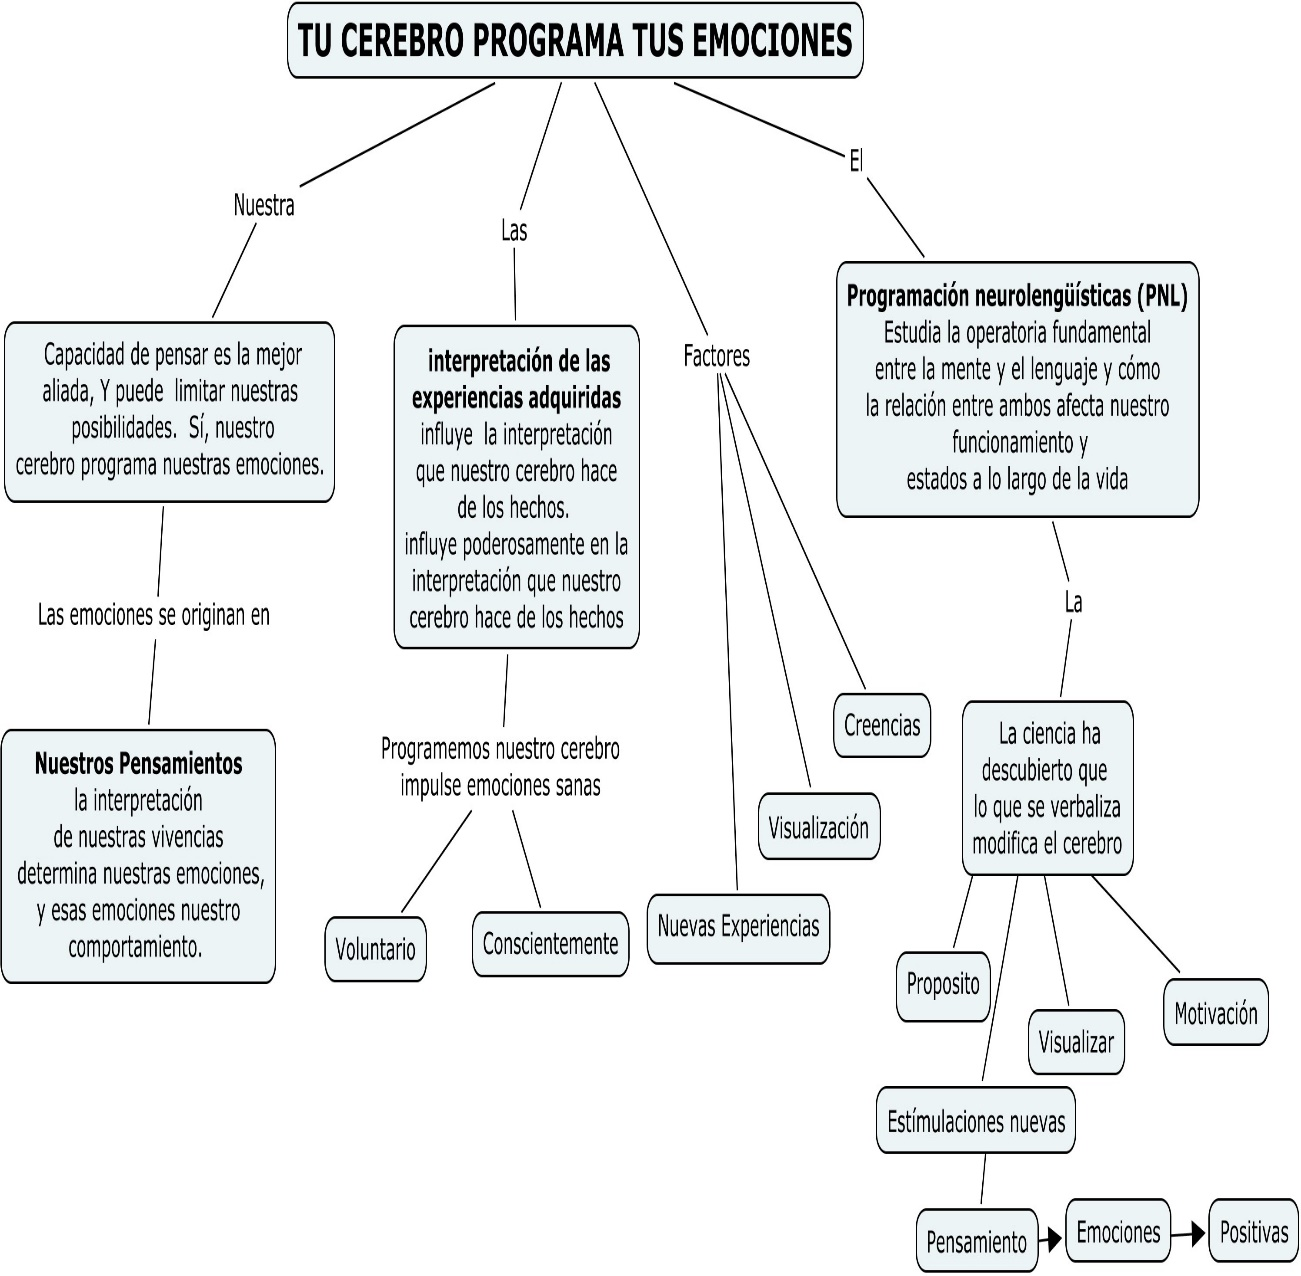 TU CEREBRO PROGRAMA TUS EMOCIONES
Nuestra
Capacidad de pensar es la mejor
aliada, Y puede limitar nuestras
posibilidades. Sí, nuestro
cerebro programa nuestras emociones.
Las emociones se originan en
Nuestros Pensamientos
la interpretación
de nuestras vivencias
determina nuestras emociones,
y esas emociones nuestro
comportamiento.
Las
interpretación de las
experiencias adquiridas
influye la interpretación
que nuestro cerebro hace
de los hechos.
influye poderosamente en la
interpretación que nuestro
cerebro hace de los hechos
Programemos nuestro cerebro
impulse emociones sanas
Voluntario
Conscientemente
Factores
Nuevas Experiencias
Visualización
Creencias
El
Programación neurolengüísticas (PNL)
Estudia la operatoria fundamental
entre la mente y el lenguaje y cómo
la relación entre ambos afecta nuestro
funcionamiento y
estados a lo largo de la vida
La
La ciencia ha
descubierto que
lo que se verbaliza
modifica el cerebro
Proposito
Visualizar
Motivación
Estímulaciones nuevas
Pensamiento
Emociones
Positivas